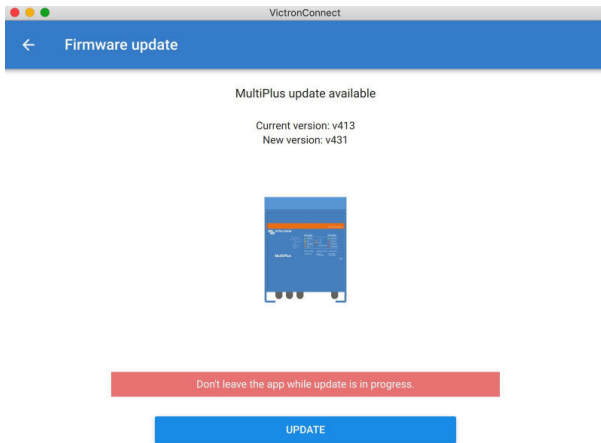 VictronConnect
Firmware update
MultiPlus update available
Current version: v413
New version: v431
MultiPlus
Don't leave the app while update is in progress.
UPDATE